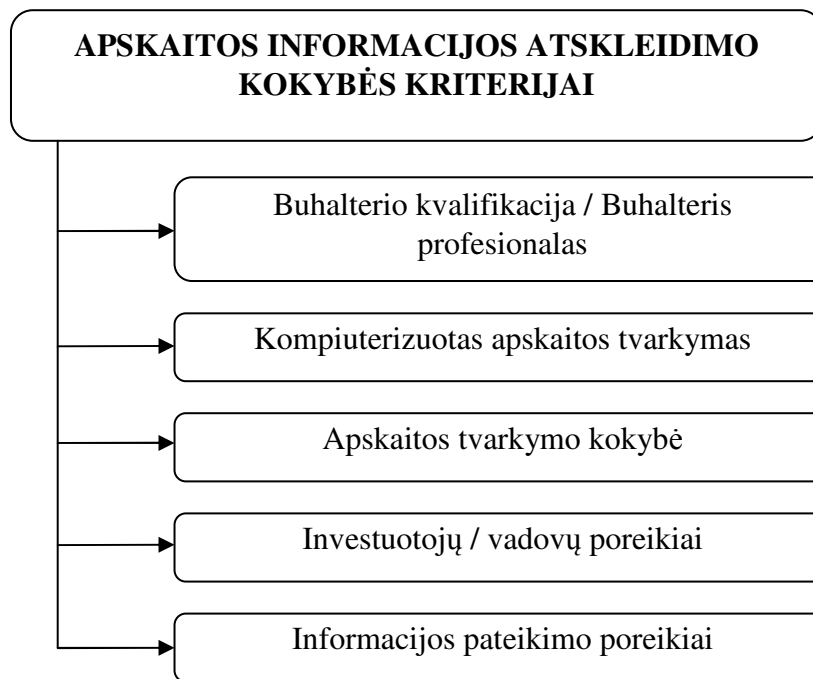 APSKAITOS INFORMACIJOS ATSKLEIDIMO
KOKYBĖS KRITERIJAI
Buhalterio kvalifikacija / Buhalteris
profesionalas
Kompiuterizuotas apskaitos tvarkymas
Apskaitos tvarkymo kokybė
Investuotojų / vadovų poreikiai
Informacijos pateikimo poreikiai